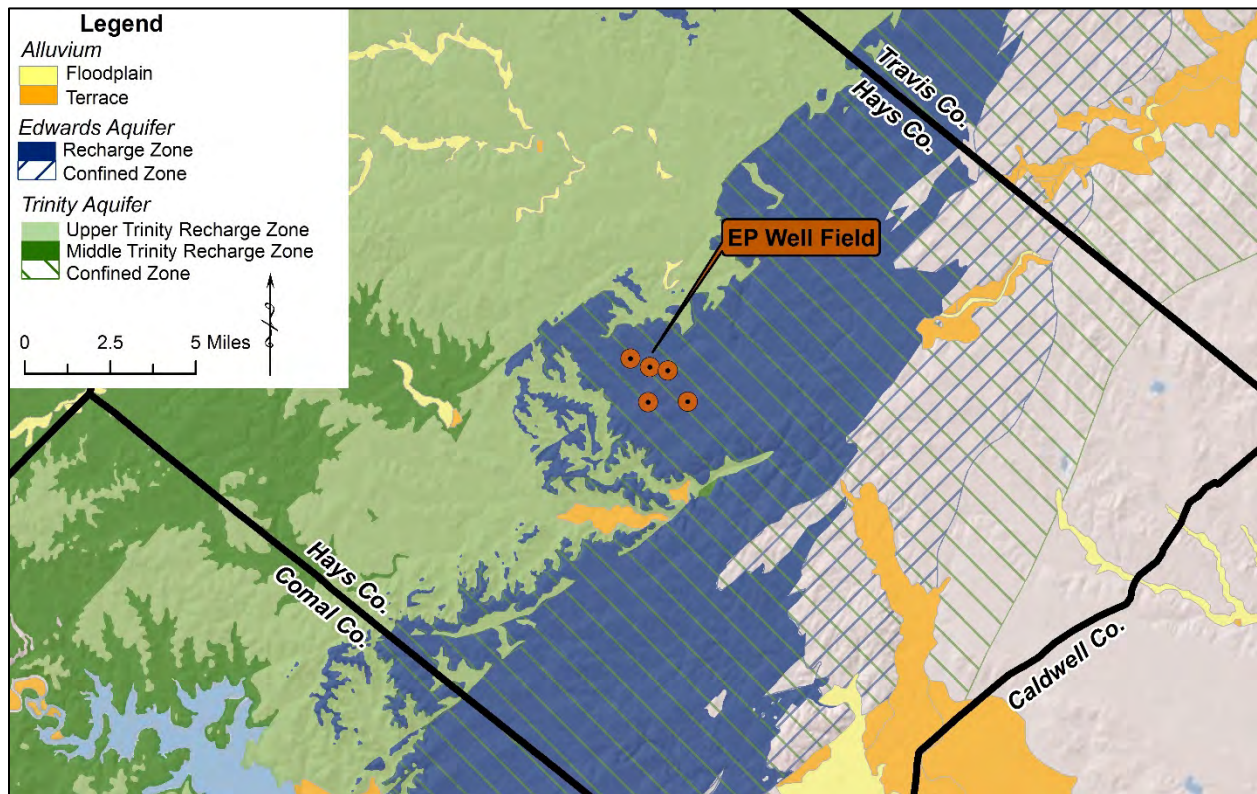 Legend
Alluvium
Floodplain
Terrace
Edwards Aquifer
Recharge Zone
Confined Zone
Trinity Aquifer
Upper Trinity Recharge Zone
Middle Trinity Recharge Zone
Confined Zone
0 2.5 5 Miles
Travis Co.
Hays Co.
EP Well Field
Hays Co.
Comal Co.
Caldwell Co.